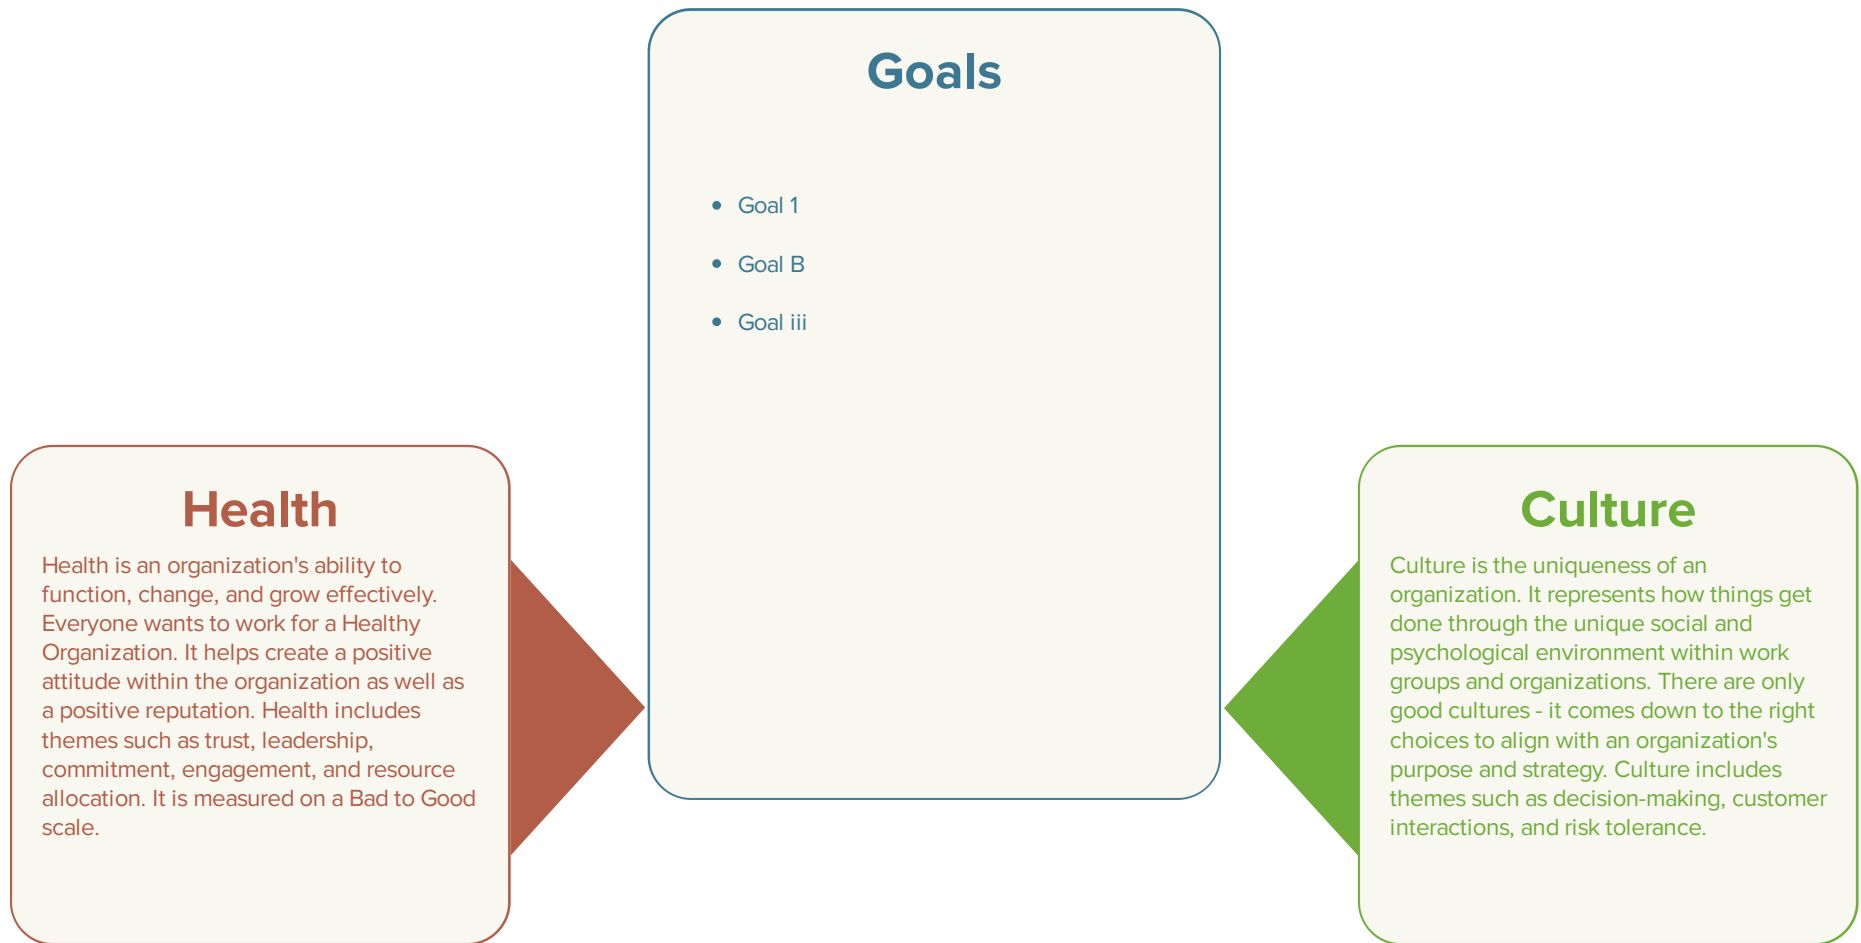 Goals
Goal 1
Goal B
Goal iii
Health
Health is an organization's ability to
function, change, and grow effectively.
Everyone wants to work for a Healthy
Organization. It helps create a positive
attitude within the organization as well as
a positive reputation. Health includes
themes such as trust, leadership,
commitment, engagement, and resource
allocation. It is measured on a Bad to Good
scale.
Culture
Culture is the uniqueness of an
organization. It represents how things get
done through the unique social and
psychological environment within work
groups and organizations. There are only
good cultures - it comes down to the right
choices to align with an organization's
purpose and strategy. Culture includes
themes such as decision-making, customer
interactions, and risk tolerance.